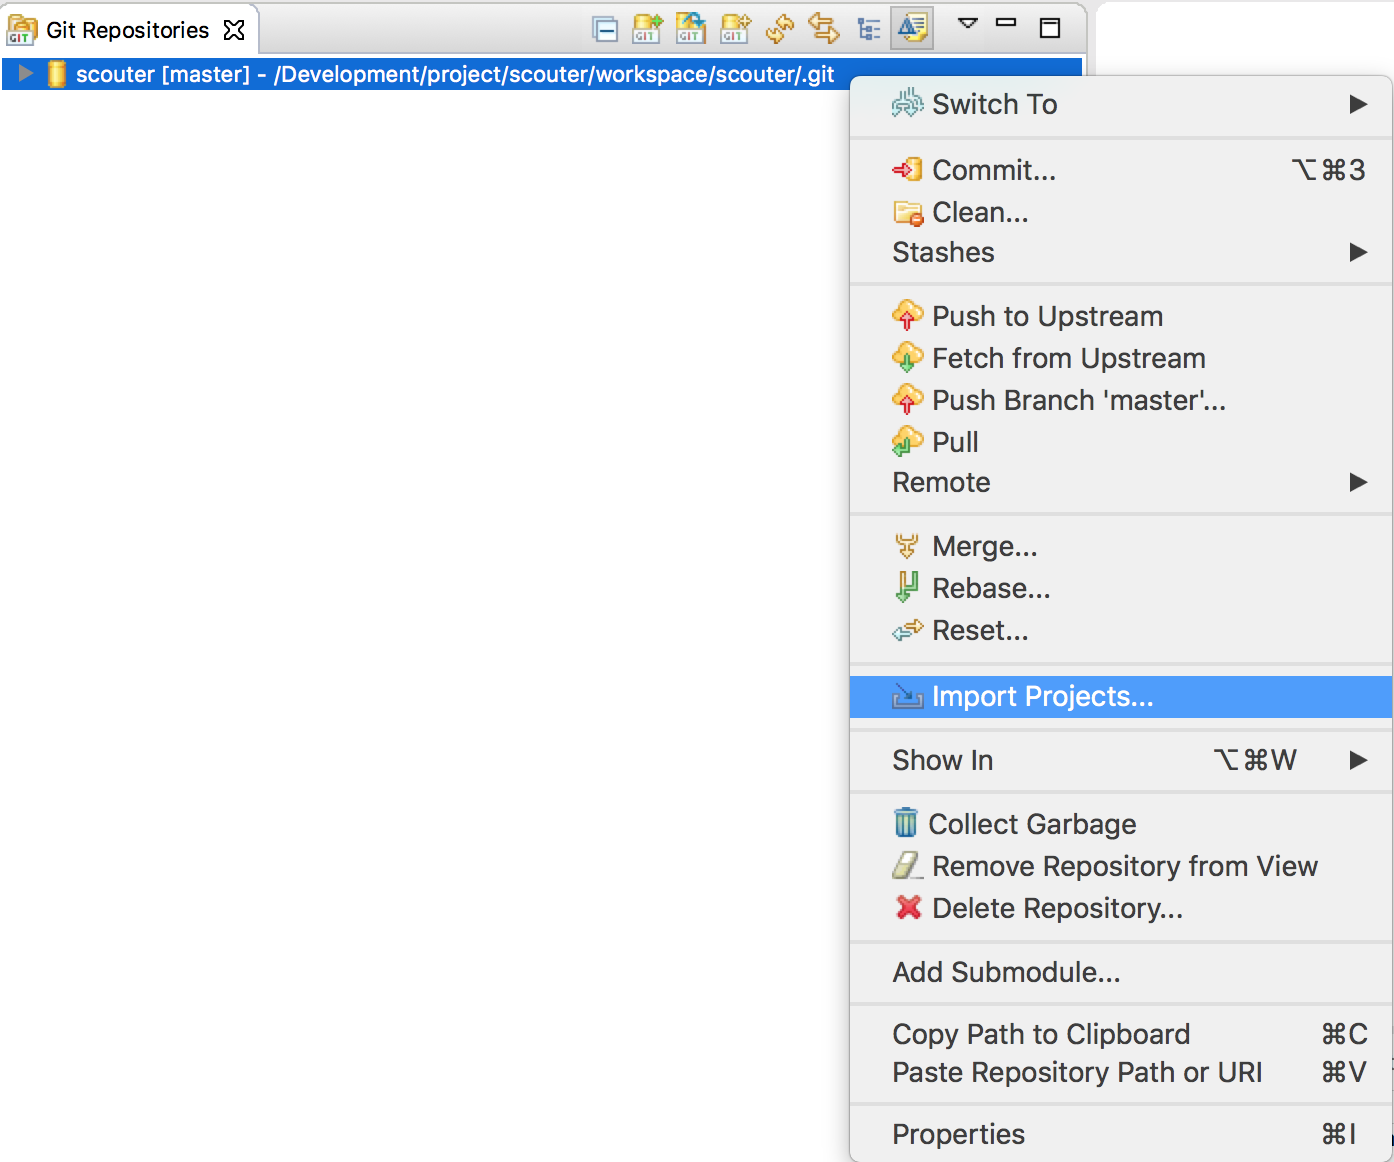 Git Repositories
scouter [master] - /Development/project/scouter/workspace/scouter/.git
Switch To
Commit... ⌥⌘3
Clean...
Stashes
Push to Upstream
Fetch from Upstream
Push Branch 'master'...
Pull
Remote
Merge...
Rebase...
Reset...
Import Projects...
Show In ⌥⌘W
Collect Garbage
Remove Repository from View
Delete Repository...
Add Submodule...
Copy Path to Clipboard ⌘C
Paste Repository Path or URI ⌘V
Properties ⌘I